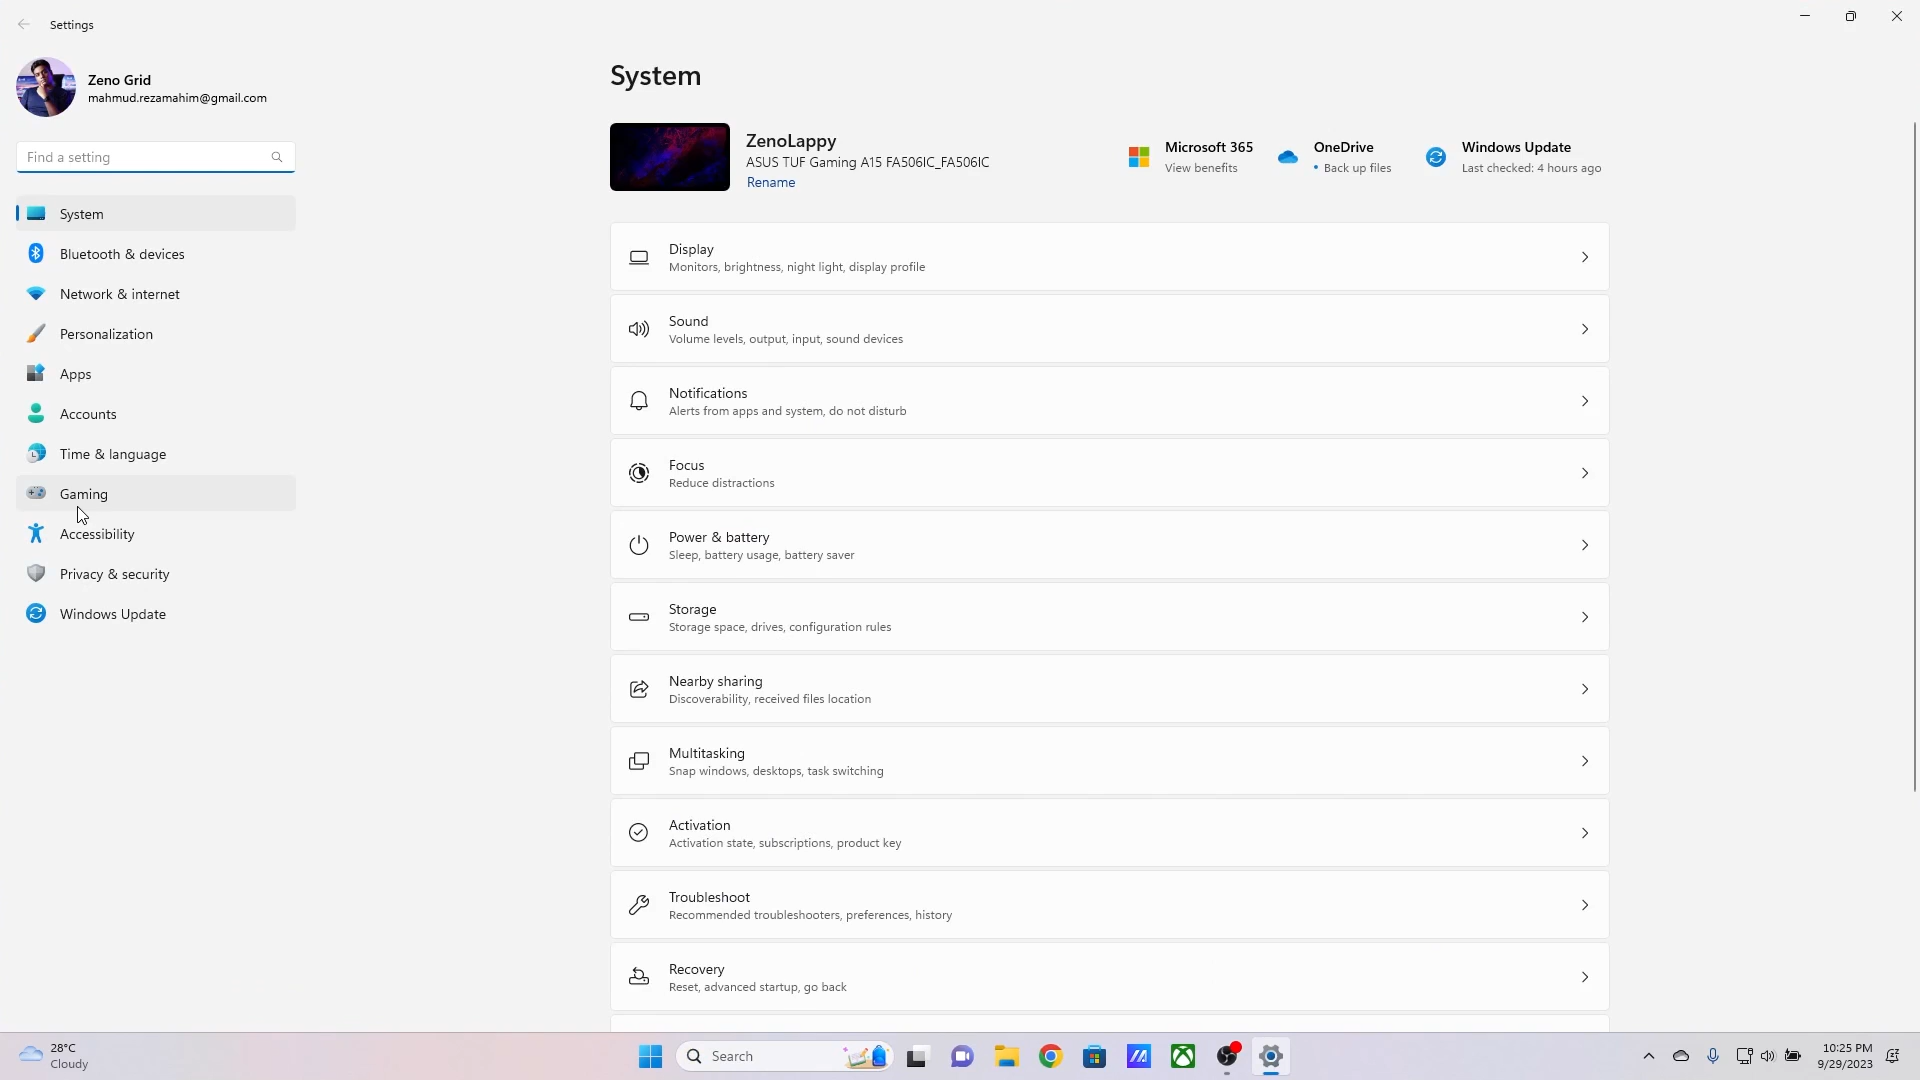 Settings
Zeno Grid
mahmud.rezamahim@gmail.com
Find a setting
System
Bluetooth & devices
Network & internet
Personalization
Apps
Accounts
Time & language
Gaming
Accessibility
Privacy & security
Windows Update
System
ZenoLappy
ASUS TUF Gaming A15 FA506IC_FA506IC
Rename
Microsoft 365
View benefits
OneDrive
• Back up files
Windows Update
Last checked: 4 hours ago
Display
Monitors, brightness, night light, display profile
Sound
Volume levels, output, input, sound devices
Notifications
Alerts from apps and system, do not disturb
Focus
Reduce distractions
Power & battery
Sleep, battery usage, battery saver
Storage
Storage space, drives, configuration rules
Nearby sharing
Discoverability, received files location
Multitasking
Snap windows, desktops, task switching
Activation
Activation state, subscriptions, product key
Troubleshoot
Recommended troubleshooters, preferences, history
Recovery
Reset, advanced startup, go back
28°C
Cloudy
Search
10:25 PM
9/29/2023